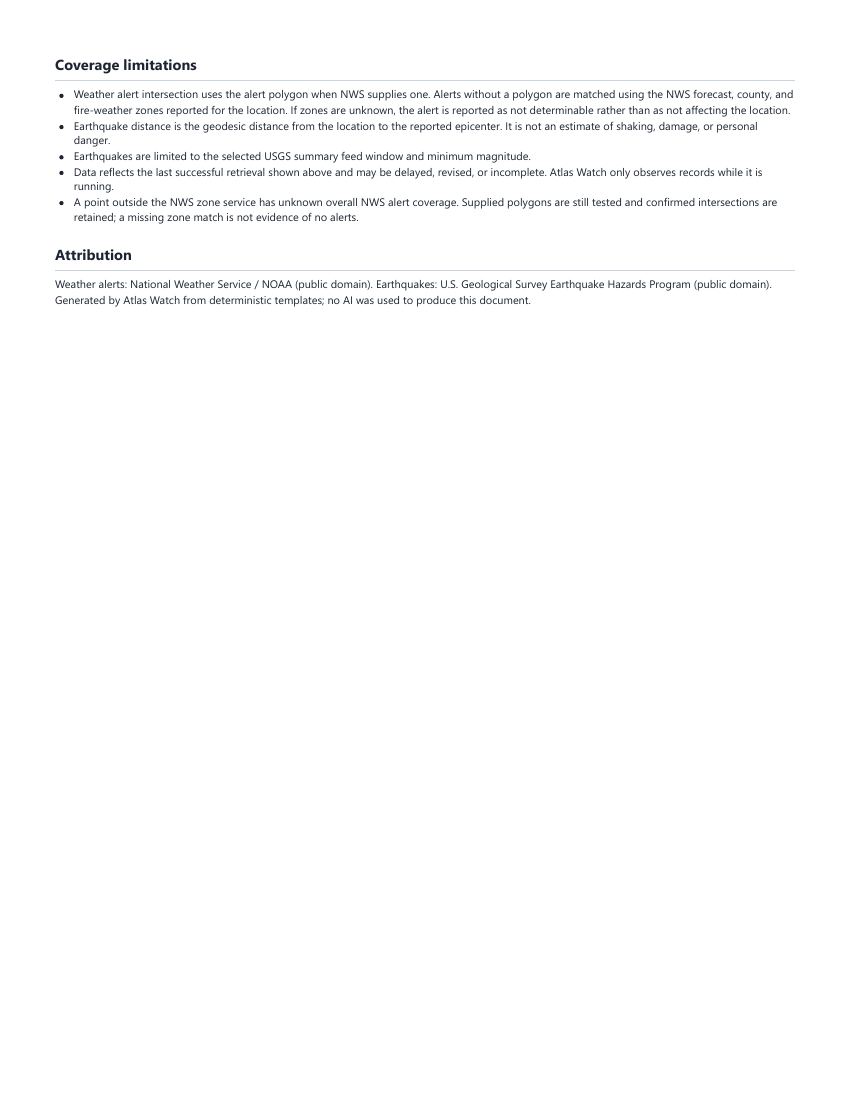 Coverage limitations
• Weather alert intersection uses the alert polygon when NWS supplies one. Alerts without a polygon are matched using the NWS forecast, county, and
fire-weather zones reported for the location. If zones are unknown, the alert is reported as not determinable rather than as not affecting the location.
• Earthquake distance is the geodesic distance from the location to the reported epicenter. It is not an estimate of shaking, damage, or personal
danger.
• Earthquakes are limited to the selected USGS summary feed window and minimum magnitude.
• Data reflects the last successful retrieval shown above and may be delayed, revised, or incomplete. Atlas Watch only observes records while it is
running.
• A point outside the NWS zone service has unknown overall NWS alert coverage. Supplied polygons are still tested and confirmed intersections are
retained; a missing zone match is not evidence of no alerts.
Attribution
Weather alerts: National Weather Service / NOAA (public domain). Earthquakes: U.S. Geological Survey Earthquake Hazards Program (public domain).
Generated by Atlas Watch from deterministic templates; no AI was used to produce this document.